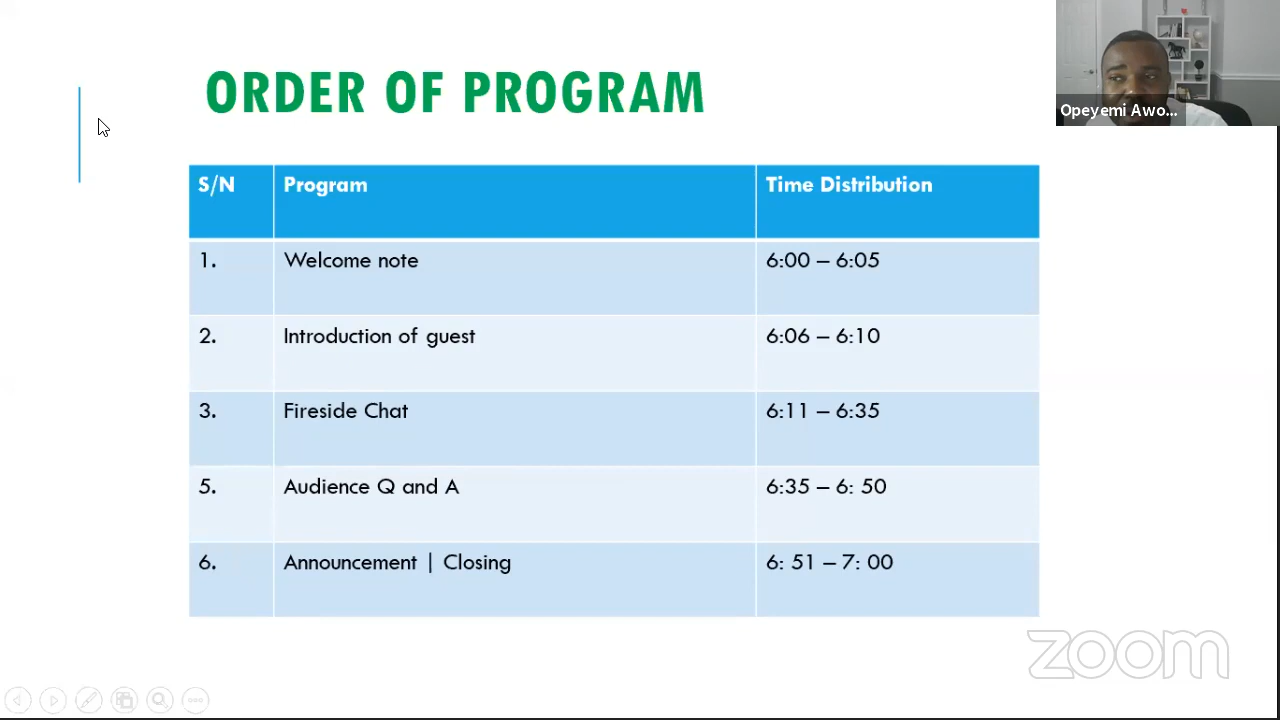 ORDER OF PROGRAM
Opeyemi Awo...
S/N Program Time Distribution
1. Welcome note 6:00 – 6:05
2. Introduction of guest 6:06 – 6:10
3. Fireside Chat 6:11 – 6:35
5. Audience Q and A 6:35 – 6: 50
6. Announcement | Closing 6: 51 – 7: 00
zoom